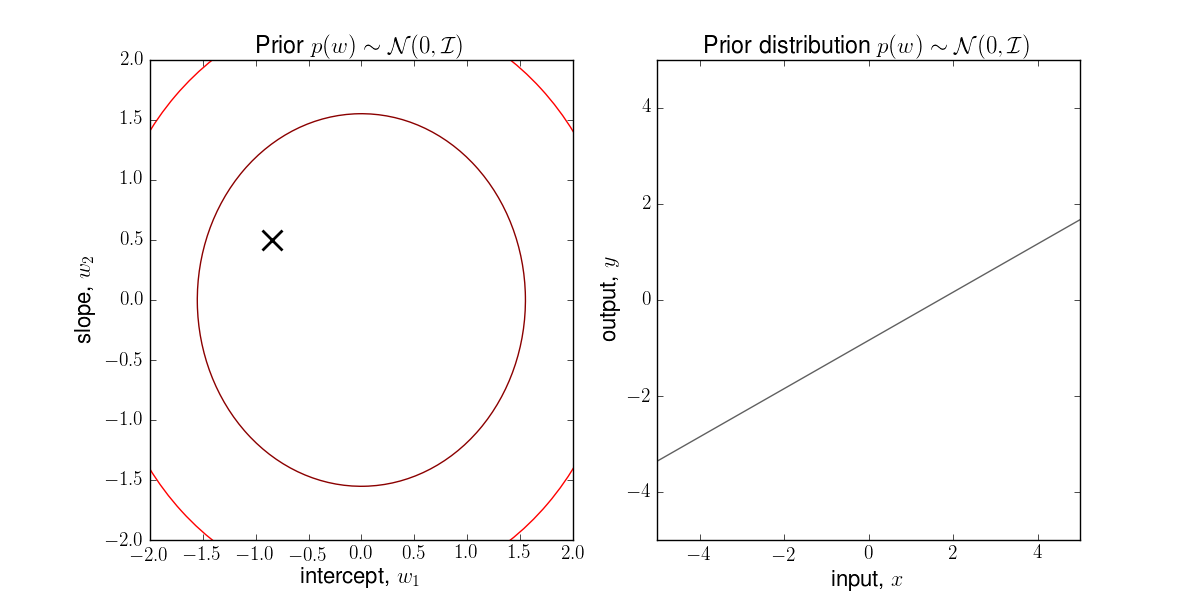 Prior p(w) ∼ 𝒩(0, ℐ)
2.0
1.5
1.0
0.5
0.0
−0.5
−1.0
−1.5
−2.0
slope, w₂
−2.0 −1.5 −1.0 −0.5 0.0 0.5 1.0 1.5 2.0
intercept, w₁
Prior distribution p(w) ∼ 𝒩(0, ℐ)
4
2
0
−2
−4
output, y
−4 −2 0 2 4
input, x